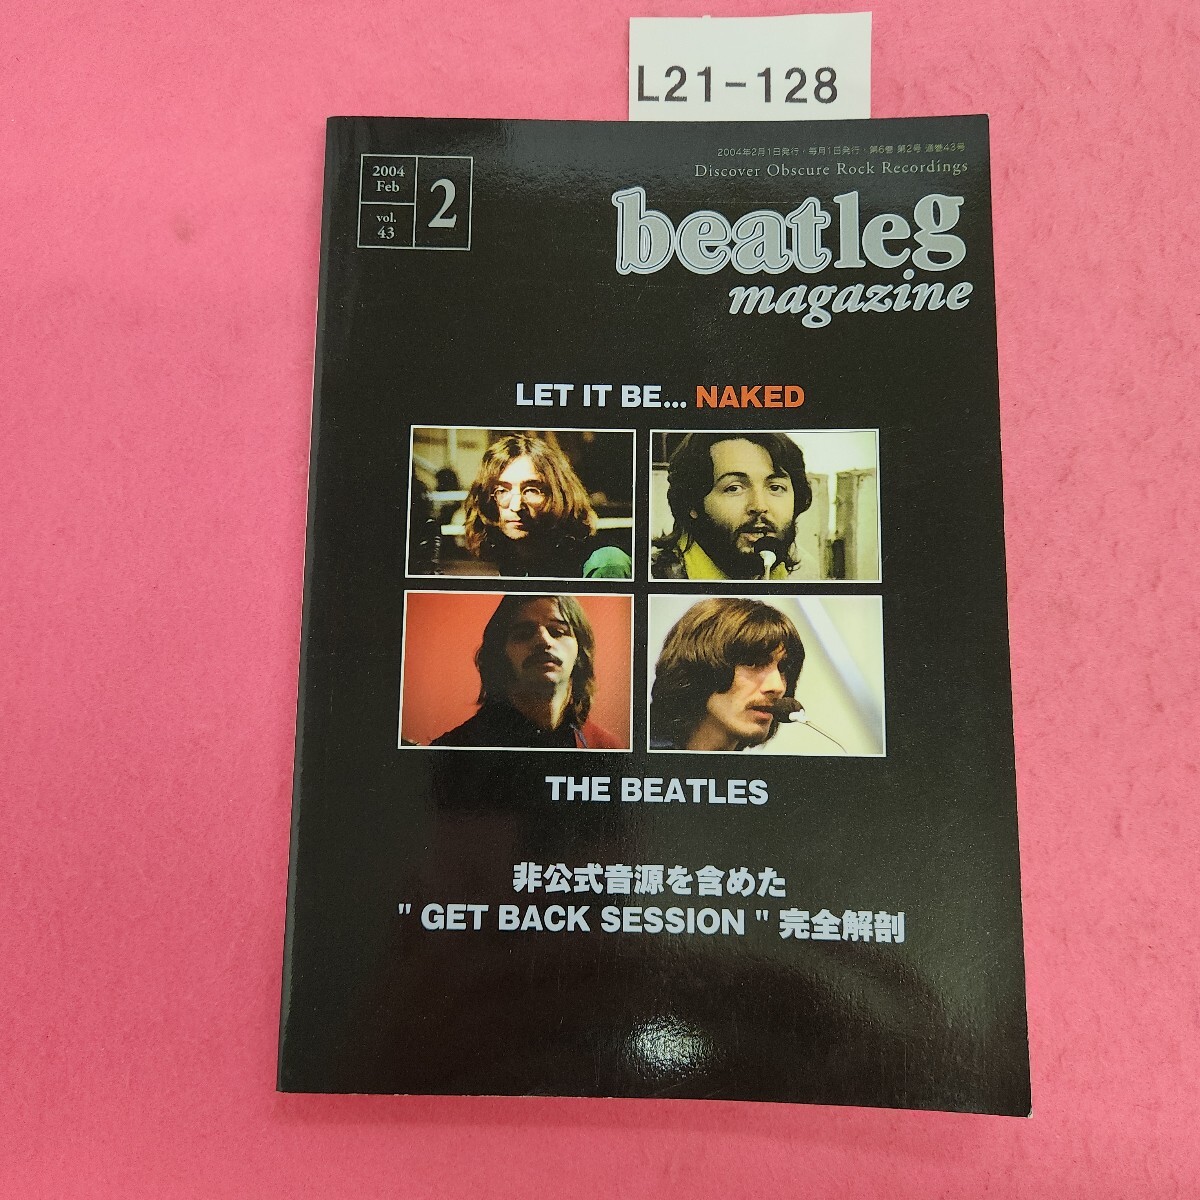 L21-128
2004年2月1日発行・毎月1日発行・第6巻 第2号 通巻43号
Discover Obscure Rock Recordings
2004
Feb
vol.
43
2
beatleg
magazine
LET IT BE... NAKED
THE BEATLES
非公式音源を含めた
" GET BACK SESSION " 完全解剖